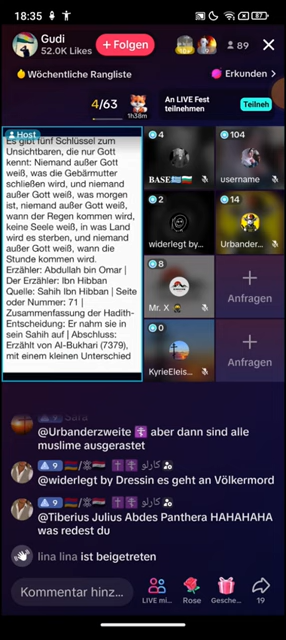 18:35
87
Gudi
52.0K Likes
+ Folgen
89
Wöchentliche Rangliste
Erkunden >
4/63
1h38m
An LIVE Fest
teilnehmen
Teilneh
Host
Es gibt fünf Schlüssel zum
Unsichtbaren, die nur Gott
kennt: Niemand außer Gott
weiß, was die Gebärmutter
schließen wird, und niemand
außer Gott weiß, was morgen
ist, niemand außer Gott weiß,
wann der Regen kommen wird,
keine Seele weiß, in was Land
wird es sterben, und niemand
außer Gott weiß, wann die
Stunde kommen wird.
Erzähler: Abdullah bin Omar |
Der Erzähler: Ibn Hibban
Quelle: Sahih Ibn Hibban | Seite
oder Nummer: 71 |
Zusammenfassung der Hadith-
Entscheidung: Er nahm sie in
sein Sahih auf | Abschluss:
Erzählt von Al-Bukhari (7379),
mit einem kleinen Unterschied
4
BASE
104
username
2
widerlegt by...
14
Urbander...
8
Mr. X
+
Anfragen
0
KyrieEleis...
+
Anfragen
Sara
@Urbanderzweite aber dann sind alle
muslime ausgerastet
9 كارلو
@widerlegt by Dressin es geht an Völkermord
9 كارلو
@Tiberius Julius Abdes Panthera HAHAHAHA
was redest du
lina lina ist beigetreten
Kommentar hinz...
LIVE mi...
Rose
Gesche...
19